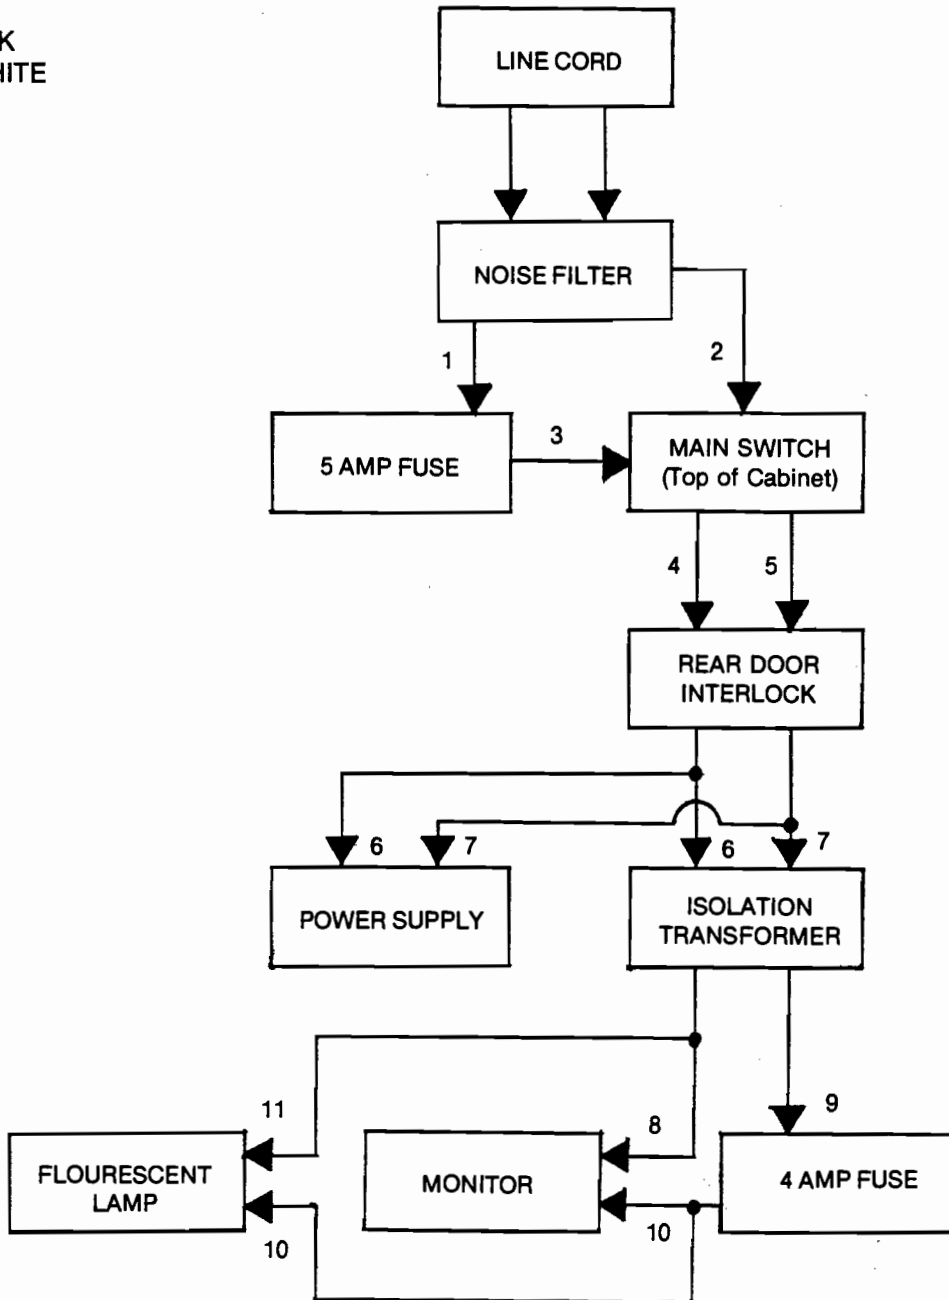 K
HITE
LINE CORD
NOISE FILTER
1
2
5 AMP FUSE
3
MAIN SWITCH
(Top of Cabinet)
4
5
REAR DOOR
INTERLOCK
6
7
6
7
POWER SUPPLY
ISOLATION
TRANSFORMER
11
8
9
FLOURESCENT
LAMP
MONITOR
4 AMP FUSE
10
10